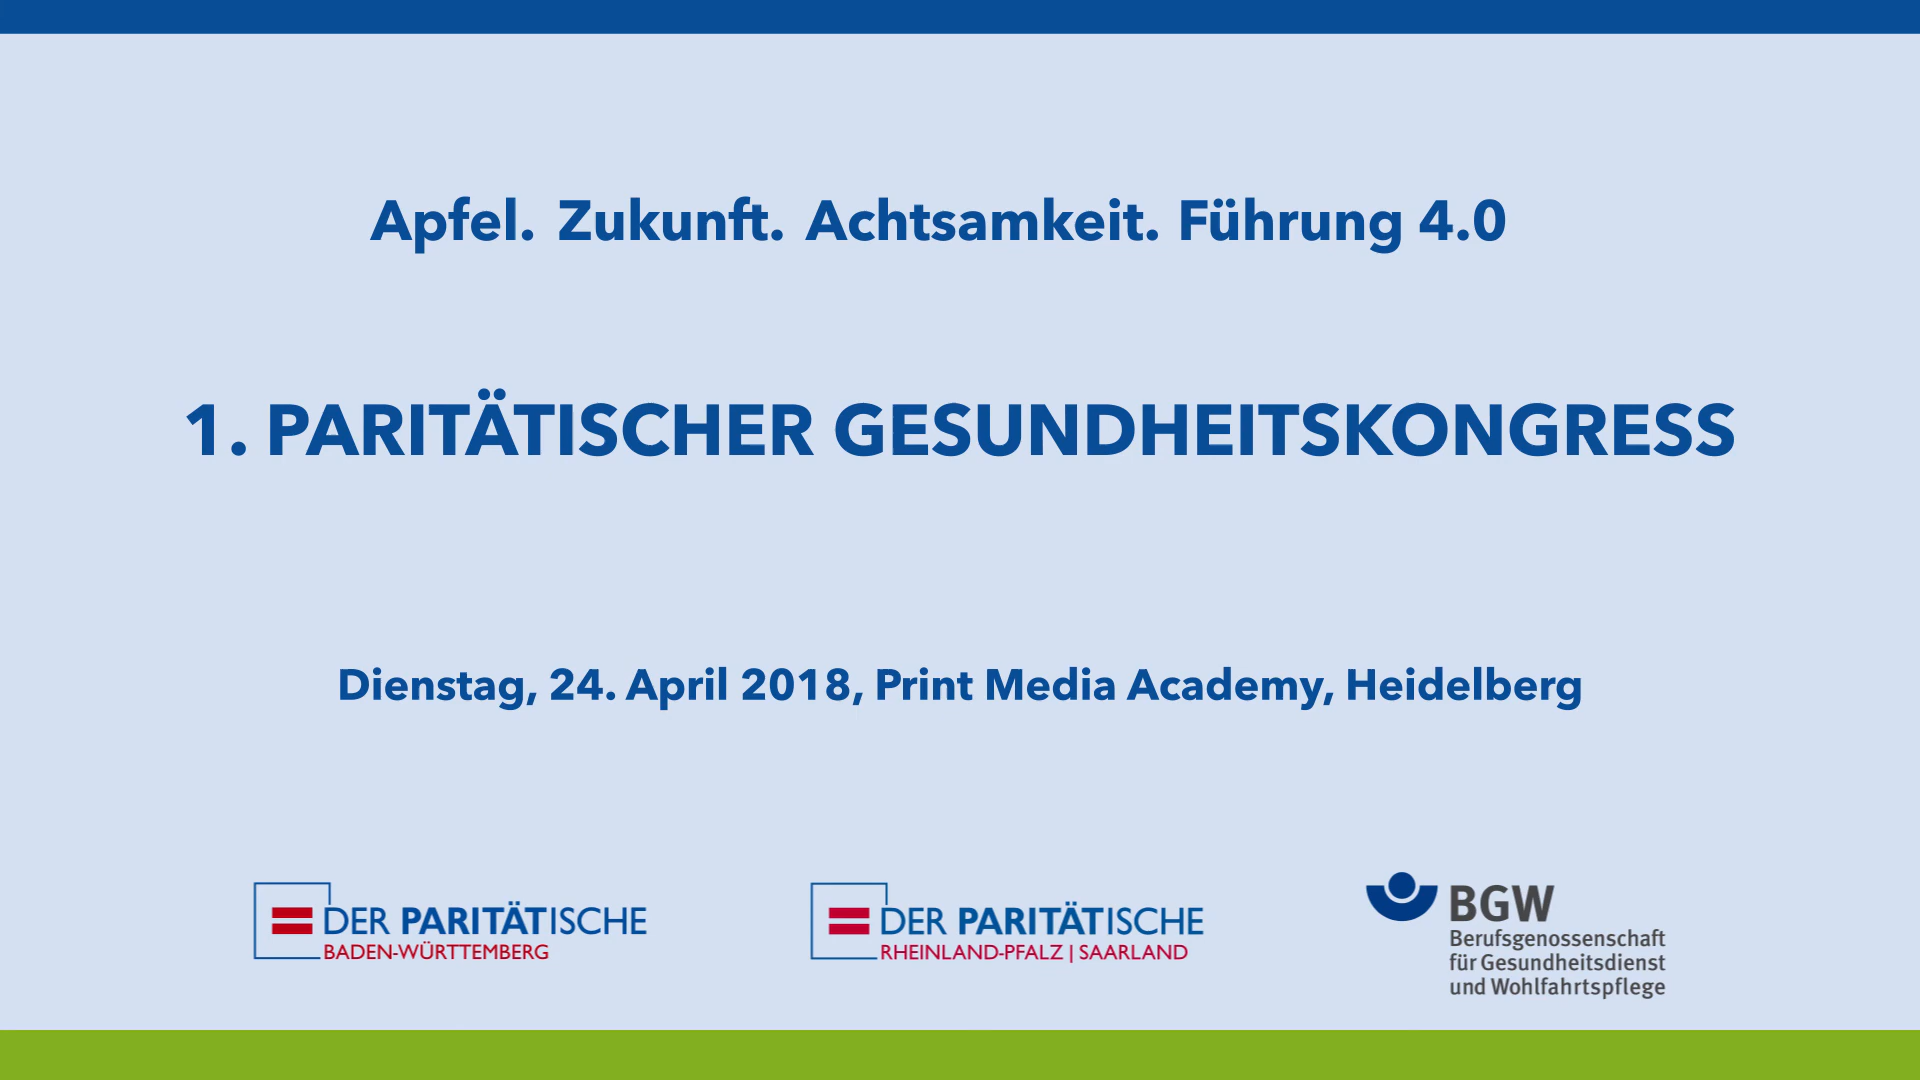 Apfel. Zukunft. Achtsamkeit. Führung 4.0
1. PARITÄTISCHER GESUNDHEITSKONGRESS
Dienstag, 24. April 2018, Print Media Academy, Heidelberg
DER PARITÄTISCHE
BADEN-WÜRTTEMBERG
DER PARITÄTISCHE
RHEINLAND-PFALZ | SAARLAND
BGW
Berufsgenossenschaft
für Gesundheitsdienst
und Wohlfahrtspflege